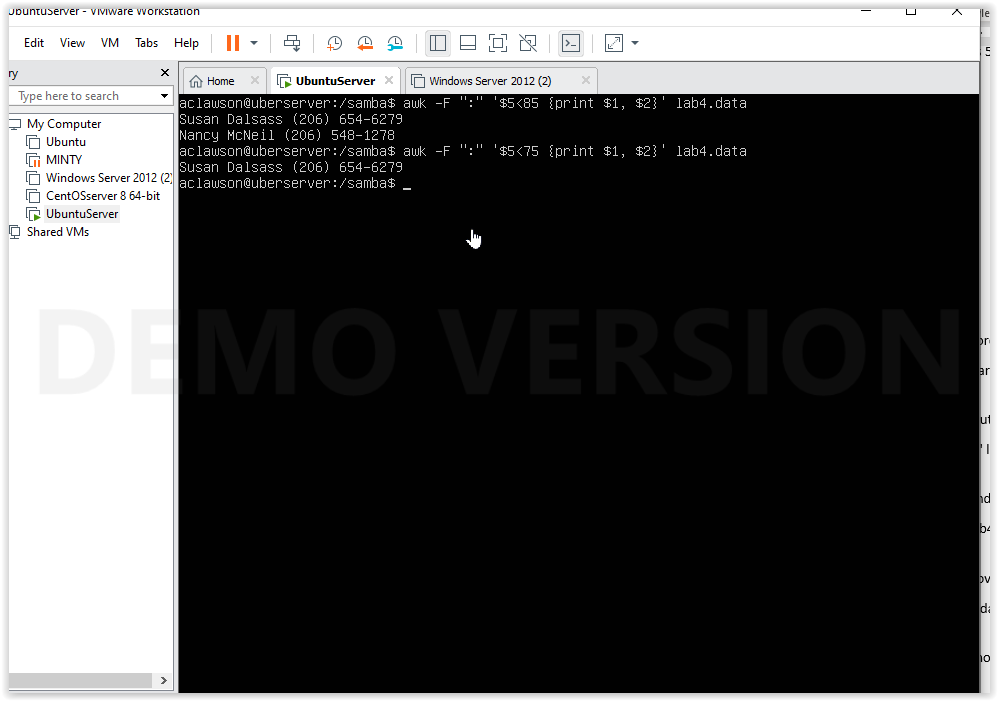 UbuntuServer - VMware Workstation
Edit View VM Tabs Help
ry
Type here to search
My Computer
Ubuntu
MINTY
Windows Server 2012 (2)
CentOSserver 8 64-bit
UbuntuServer
Shared VMs
Home UbuntuServer Windows Server 2012 (2)
aclawson@uberserver:/samba$ awk -F ":" '$5<85 {print $1, $2}' lab4.data
Susan Dalsass (206) 654-6279
Nancy McNeil (206) 548-1278
aclawson@uberserver:/samba$ awk -F ":" '$5<75 {print $1, $2}' lab4.data
Susan Dalsass (206) 654-6279
aclawson@uberserver:/samba$ _
DEMO VERSION